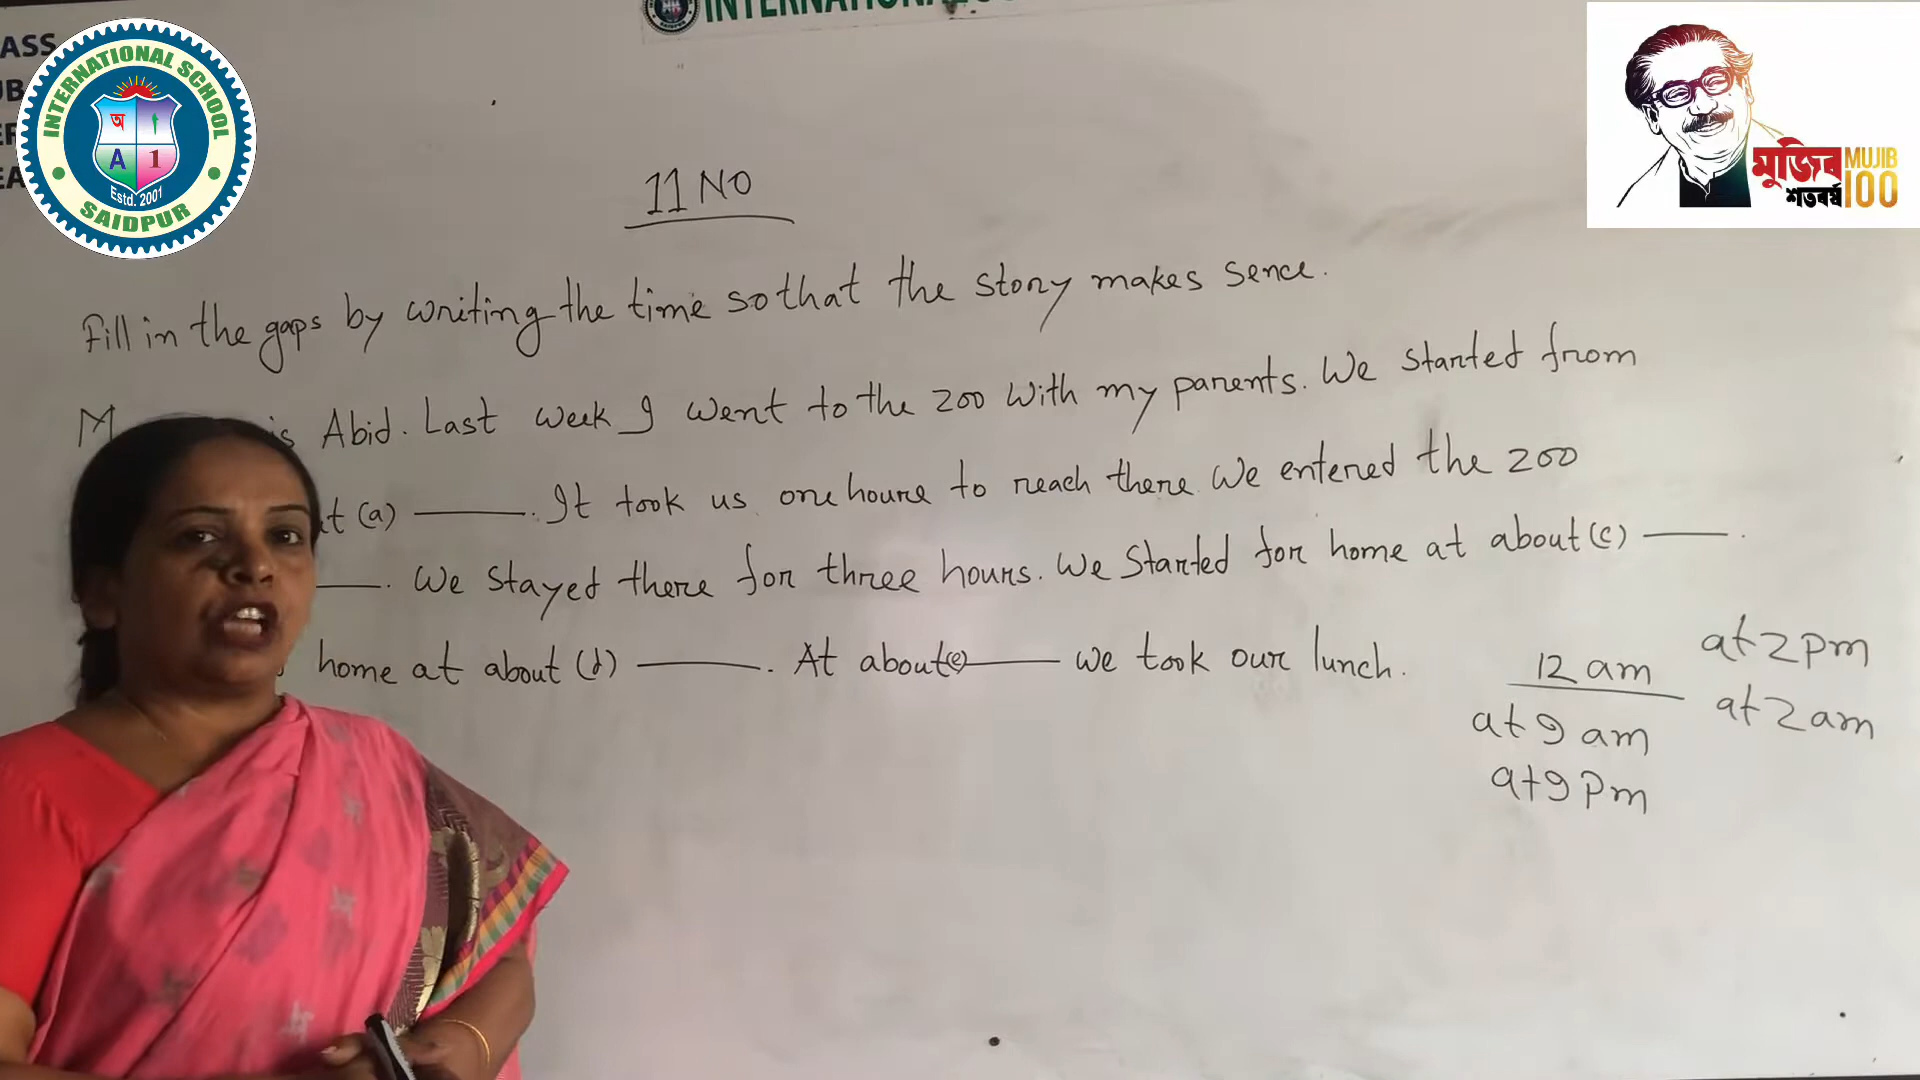 ASS
INTERNATIONAL
SAIDPUR
INTERNATIONAL SCHOOL
অ
A 1
Estd. 2001
SAIDPUR
মুজিব MUJIB
শতবর্ষ 100
11 NO
Fill in the gaps by writing the time so that the story makes sence.
M is Abid. Last week I went to the zoo with my parents. We started from
t (a) ———. It took us one houre to reach there. We entered the zoo
———. We stayed there for three hours. We started for home at about (c) ———.
home at about (d) ———. At about (e) ——— we took our lunch.
12 am
at 9 am
at 9 pm
at 2 pm
at 2 am